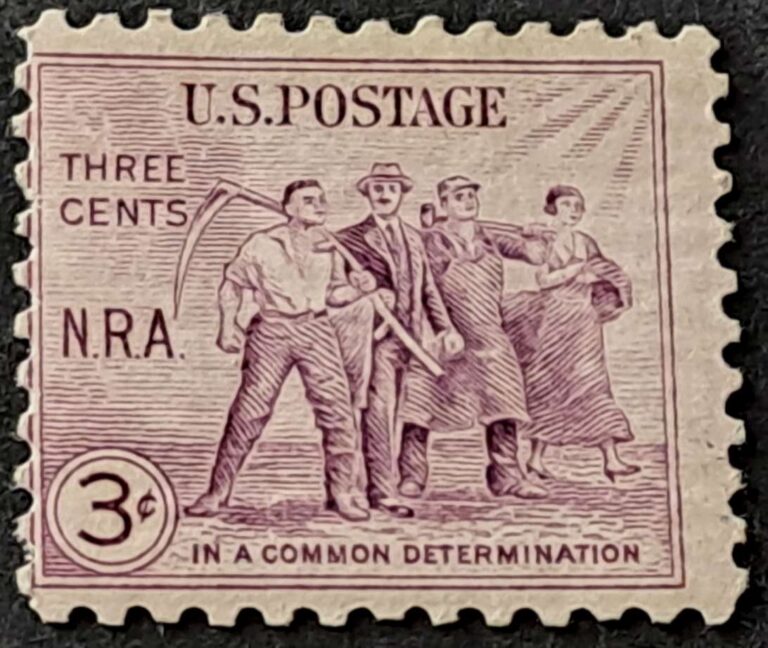 U.S.POSTAGE
THREE
CENTS
N.R.A.
3¢
IN A COMMON DETERMINATION